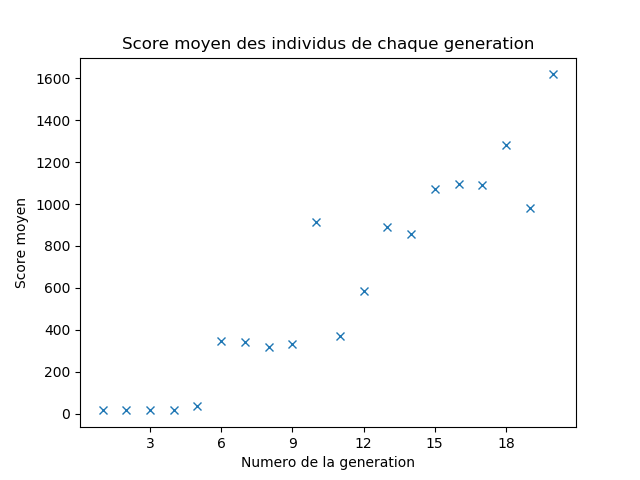 Score moyen des individus de chaque generation
1600
1400
1200
1000
800
600
400
200
0
Score moyen
3 6 9 12 15 18
Numero de la generation